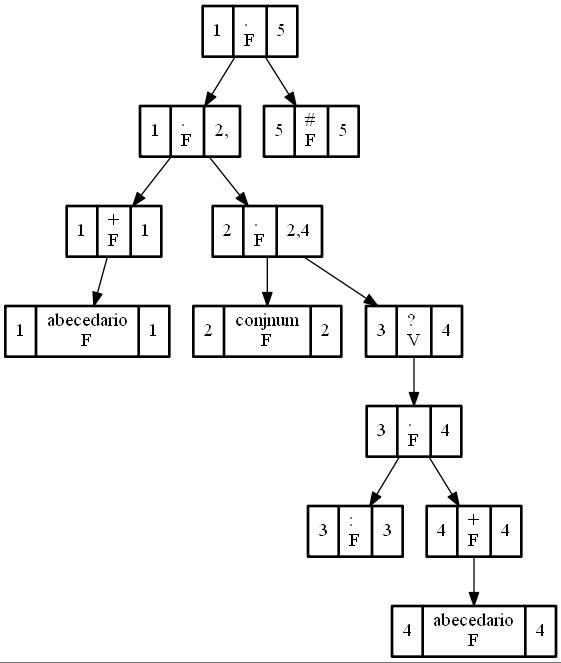 1 . F 5
1 . F 2,
5 # F 5
1 + F 1
2 . F 2,4
1 abecedario F 1
2 conjnum F 2
3 ? V 4
3 . F 4
3 : F 3
4 + F 4
4 abecedario F 4